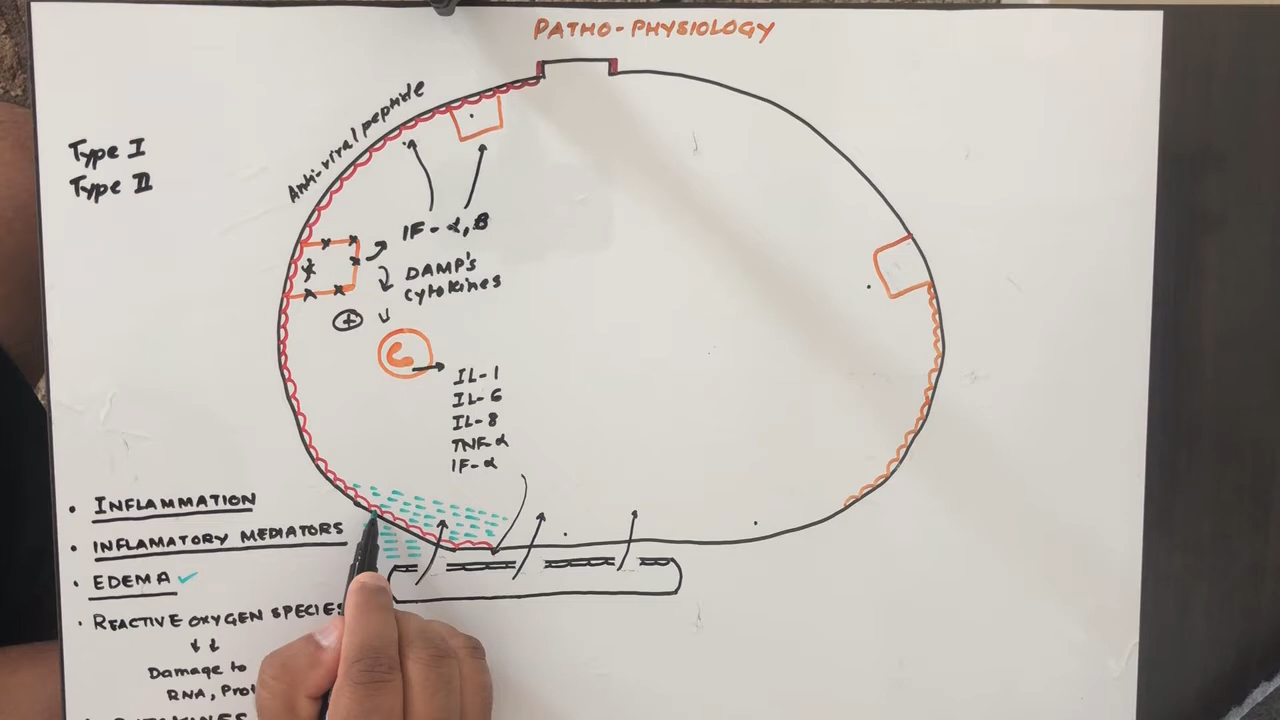 PATHO-PHYSIOLOGY
Anti-viral peptide
Type I
Type II
IF-α,B
DAMP's
Cytokines
+
IL-1
IL-6
IL-8
TNF-α
IF-α
• INFLAMMATION
• INFLAMATORY MEDIATORS
• EDEMA ✓
• REACTIVE OXYGEN SPECIES
↓↓
Damage to
RNA,